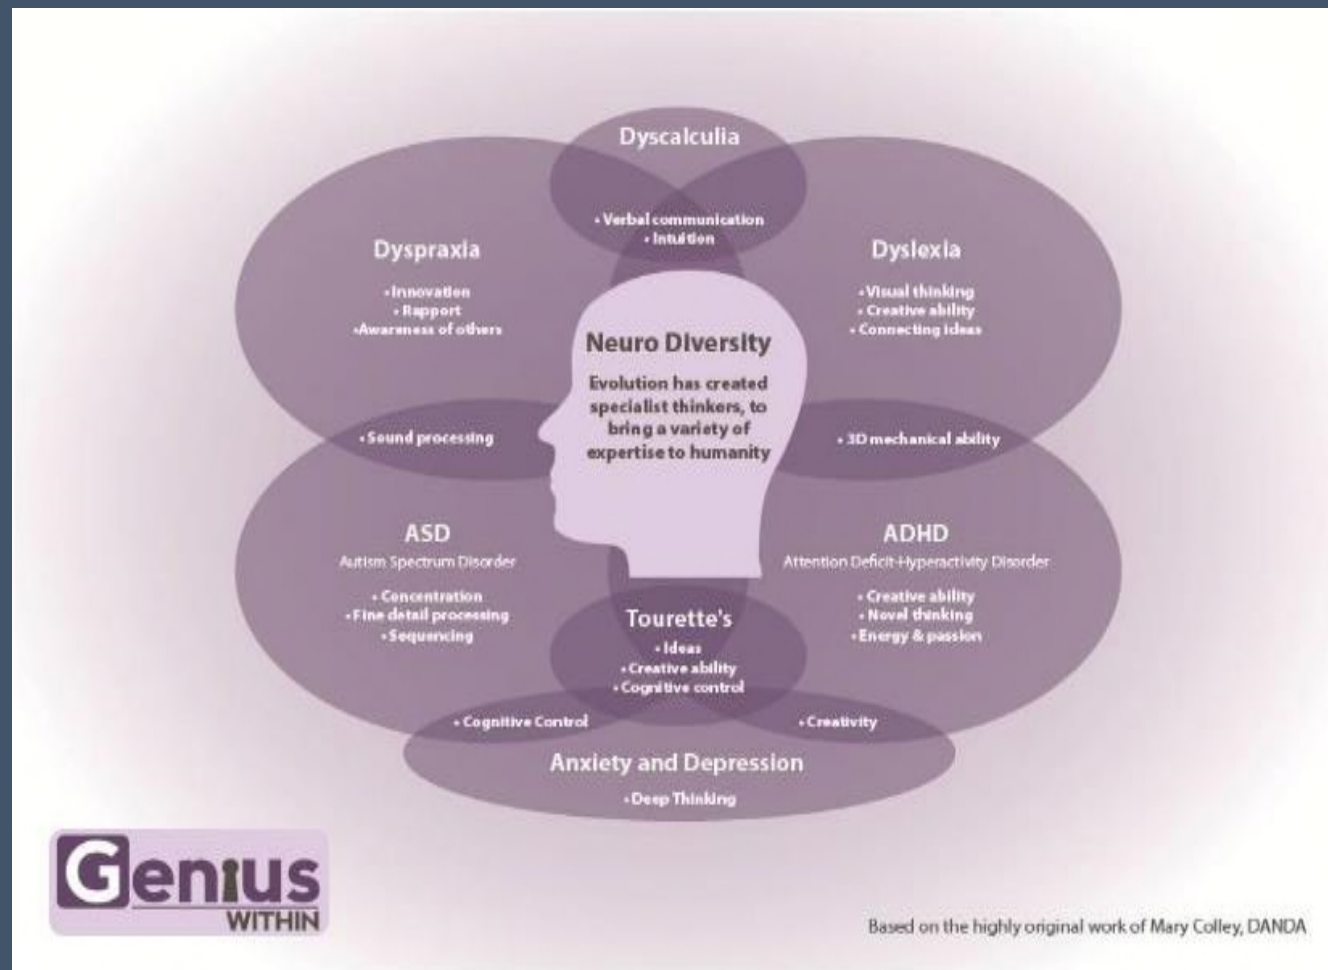 Dyscalculia
• Verbal communication
• Intuition
Dyspraxia
• Innovation
• Rapport
• Awareness of others
Dyslexia
• Visual thinking
• Creative ability
• Connecting ideas
Neuro Diversity
Evolution has created
specialist thinkers, to
bring a variety of
expertise to humanity
• Sound processing
• 3D mechanical ability
ASD
Autism Spectrum Disorder
• Concentration
• Fine detail processing
• Sequencing
ADHD
Attention Deficit-Hyperactivity Disorder
• Creative ability
• Novel thinking
• Energy & passion
Tourette's
• Ideas
• Creative ability
• Cognitive control
• Cognitive Control
• Creativity
Anxiety and Depression
• Deep Thinking
Genius
WITHIN
Based on the highly original work of Mary Colley, DANDA